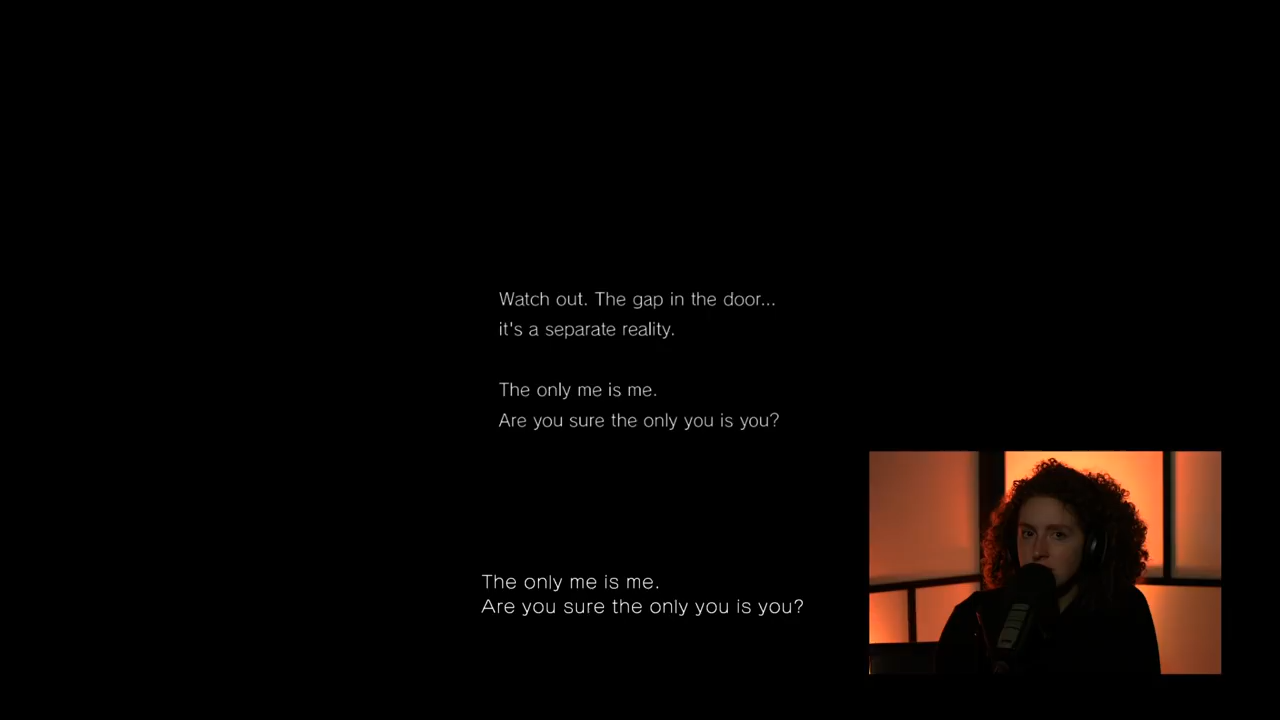 Watch out. The gap in the door...
it's a separate reality.
The only me is me.
Are you sure the only you is you?
The only me is me.
Are you sure the only you is you?